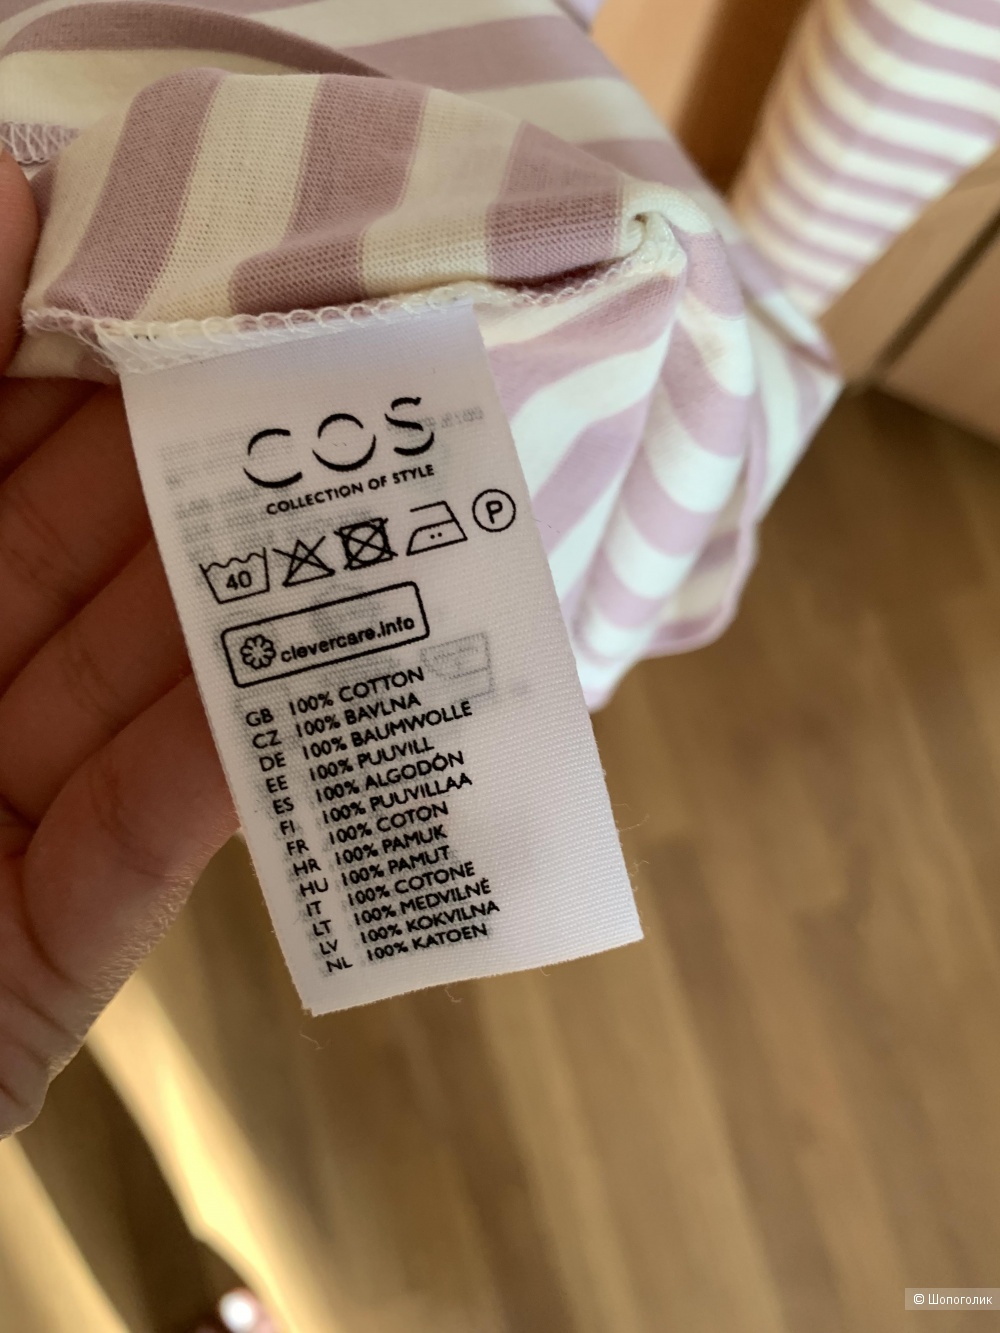 COS
COLLECTION OF STYLE
40
P
clevercare.info
GB 100% COTTON
CZ 100% BAVLNA
DE 100% BAUMWOLLE
EE 100% PUUVILL
ES 100% ALGODÓN
FI 100% PUUVILLAA
FR 100% COTON
HR 100% PAMUK
HU 100% PAMUT
IT 100% COTONE
LT 100% MEDVILNĖ
LV 100% KOKVILNA
NL 100% KATOEN
© Шопоголик